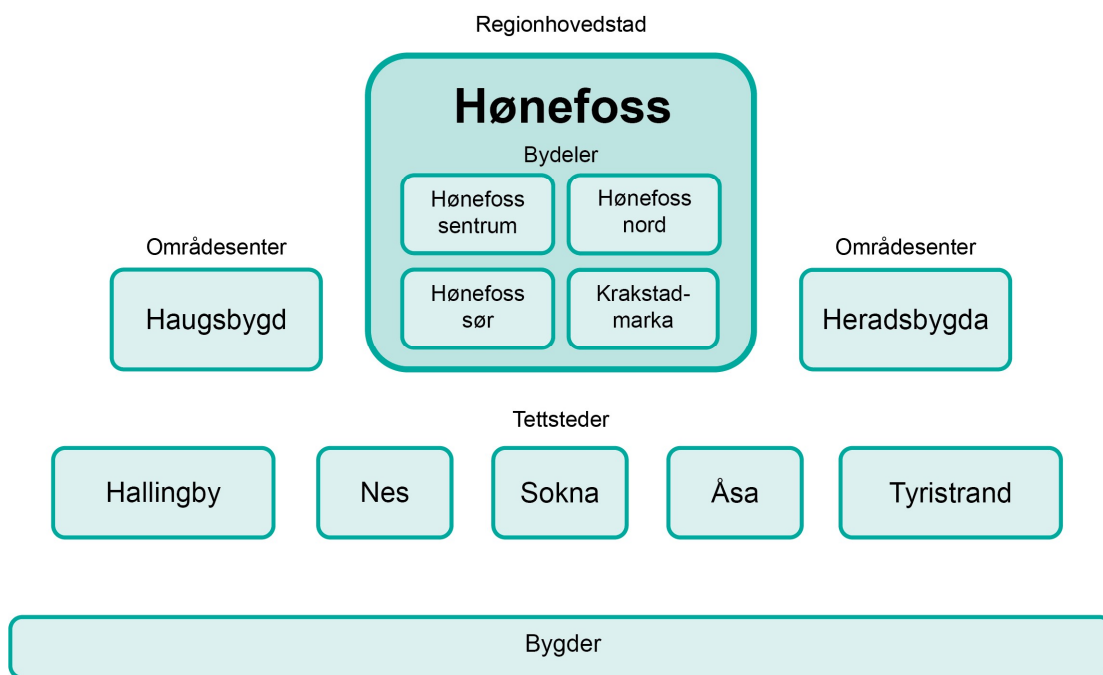 Regionhovedstad
Hønefoss
Bydeler
Hønefoss
sentrum
Hønefoss
nord
Hønefoss
sør
Krakstad-
marka
Områdesenter
Haugsbygd
Områdesenter
Heradsbygda
Tettsteder
Hallingby
Nes
Sokna
Åsa
Tyristrand
Bygder